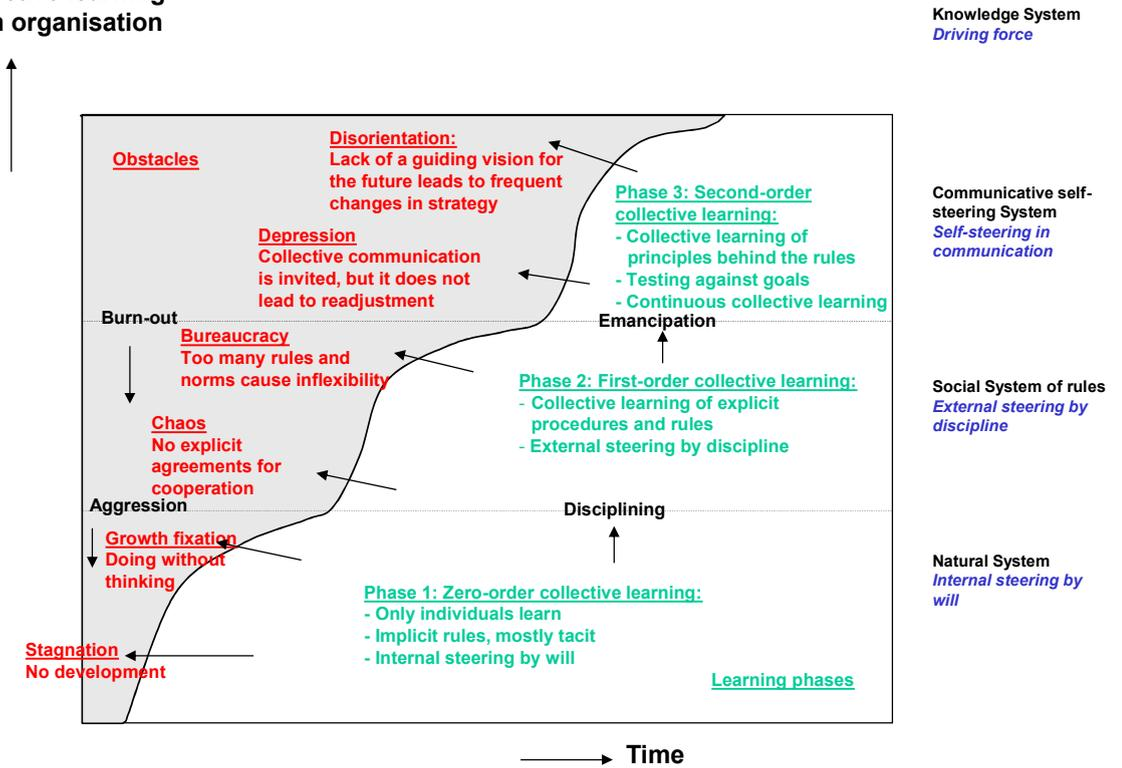 organisation
Knowledge System
Driving force
Obstacles
Disorientation:
Lack of a guiding vision for
the future leads to frequent
changes in strategy
Phase 3: Second-order
collective learning:
- Collective learning of
principles behind the rules
- Testing against goals
- Continuous collective learning
Communicative self-
steering System
Self-steering in
communication
Depression
Collective communication
is invited, but it does not
lead to readjustment
Burn-out
Emancipation
Bureaucracy
Too many rules and
norms cause inflexibility
Phase 2: First-order collective learning:
- Collective learning of explicit
procedures and rules
- External steering by discipline
Social System of rules
External steering by
discipline
Chaos
No explicit
agreements for
cooperation
Aggression
Disciplining
Growth fixation
Doing without
thinking
Natural System
Internal steering by
will
Phase 1: Zero-order collective learning:
- Only individuals learn
- Implicit rules, mostly tacit
- Internal steering by will
Stagnation
No development
Learning phases
Time